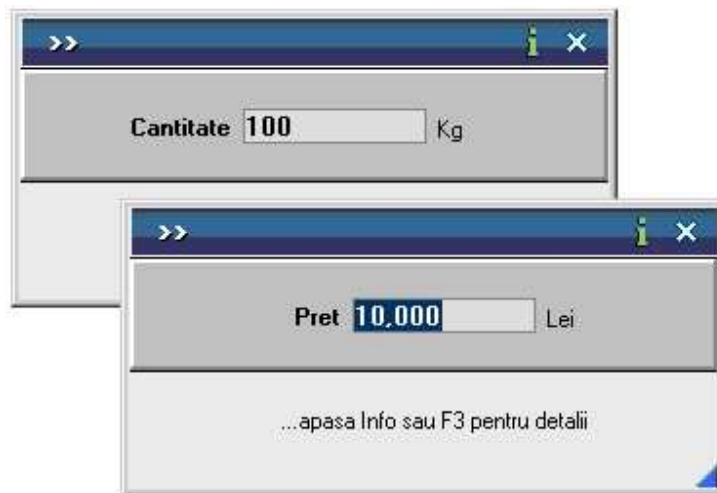 >>
Cantitate 100 Kg
>>
Pret 10,000 Lei
...apasa Info sau F3 pentru detalii